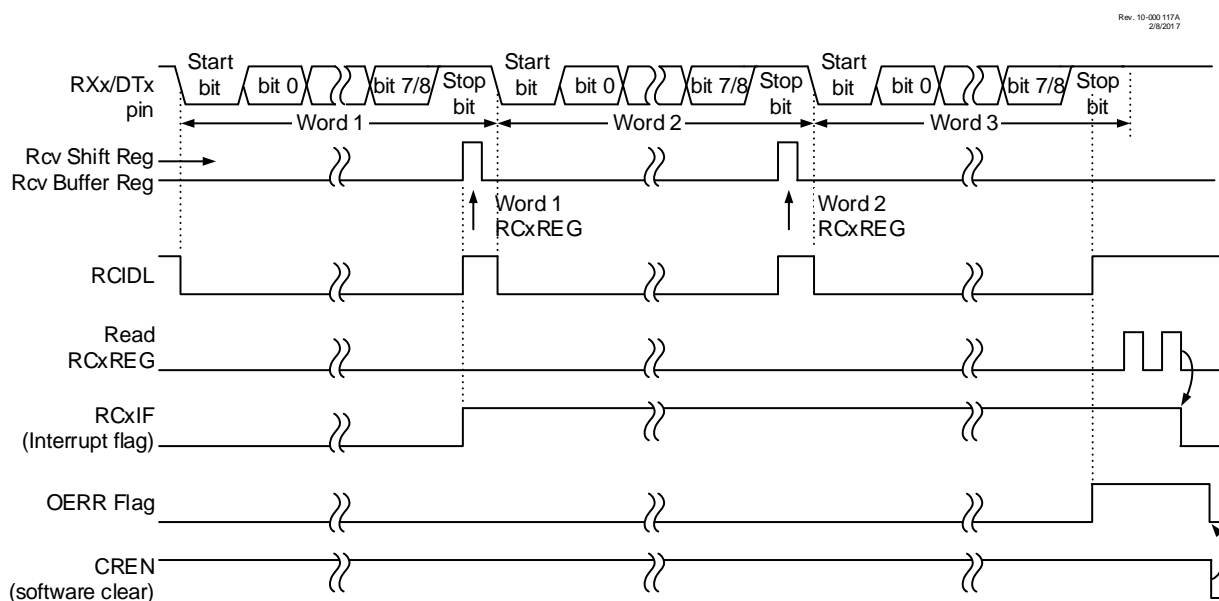 Rev. 10-000 117A
2/8/2017
RXx/DTx
pin
Start
bit
bit 0
bit 7/8
Stop
bit
Start
bit
bit 0
bit 7/8
Stop
bit
Start
bit
bit 0
bit 7/8
Stop
bit
Word 1
Word 2
Word 3
Rcv Shift Reg
Rcv Buffer Reg
Word 1
RCxREG
Word 2
RCxREG
RCIDL
Read
RCxREG
RCxIF
(Interrupt flag)
OERR Flag
CREN
(software clear)